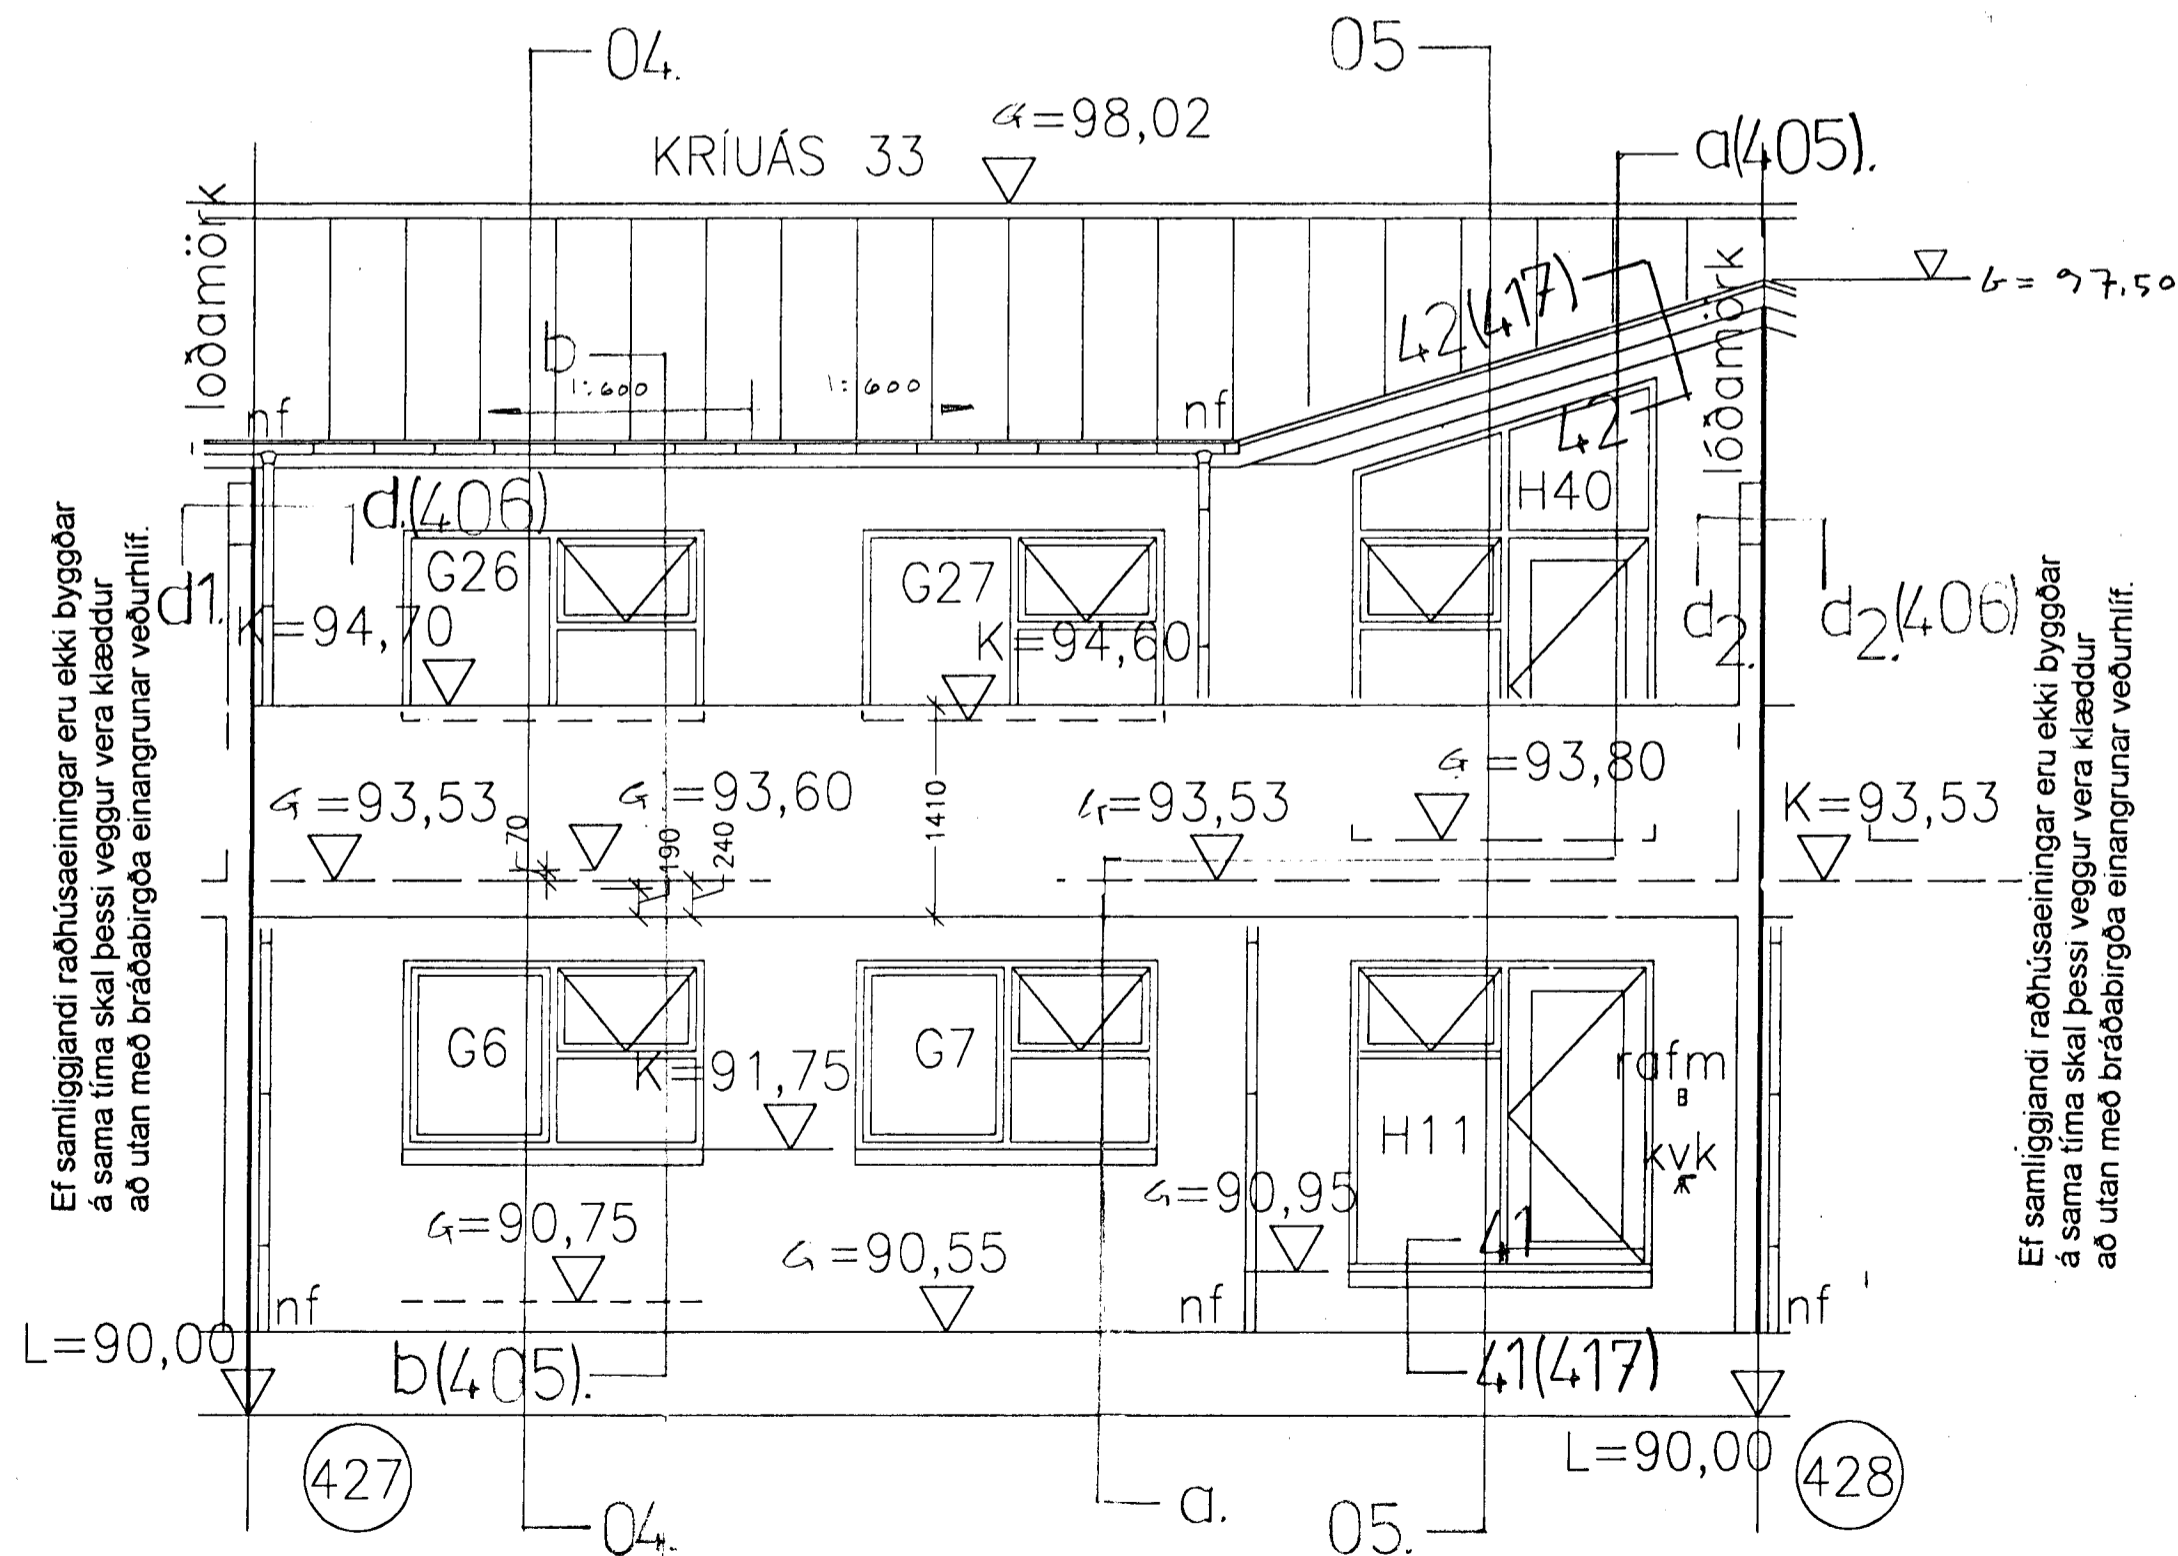 04.
05
G=98,02
KRÍUÁS 33
a(405).
lóðamörk
lóðamörk
42(417)
G= 97.50
b
1:600
1:600
nf
nf
42
H40
d.(406)
G26
G27
d1.
K=94,70
K=94,60
d2.
d2.(406)
Ef samliggjandi raðhúsaeiningar eru ekki byggðar
á sama tíma skal þessi veggur vera klæddur
að utan með bráðabirgða einangrunar veðurhlíf.
Ef samliggjandi raðhúsaeiningar eru ekki byggðar
á sama tíma skal þessi veggur vera klæddur
að utan með bráðabirgða einangrunar veðurhlíf.
G=93,80
G=93,53
G=93,60
G=93,53
K=93,53
70
190
240
1410
G6
K=91,75
G7
rafm
H11
kvk
G=90,95
G=90,75
G=90,55
41
nf
nf
nf
L=90,00
b(405).
41(417)
L=90,00
427
428
04.
a.
05.